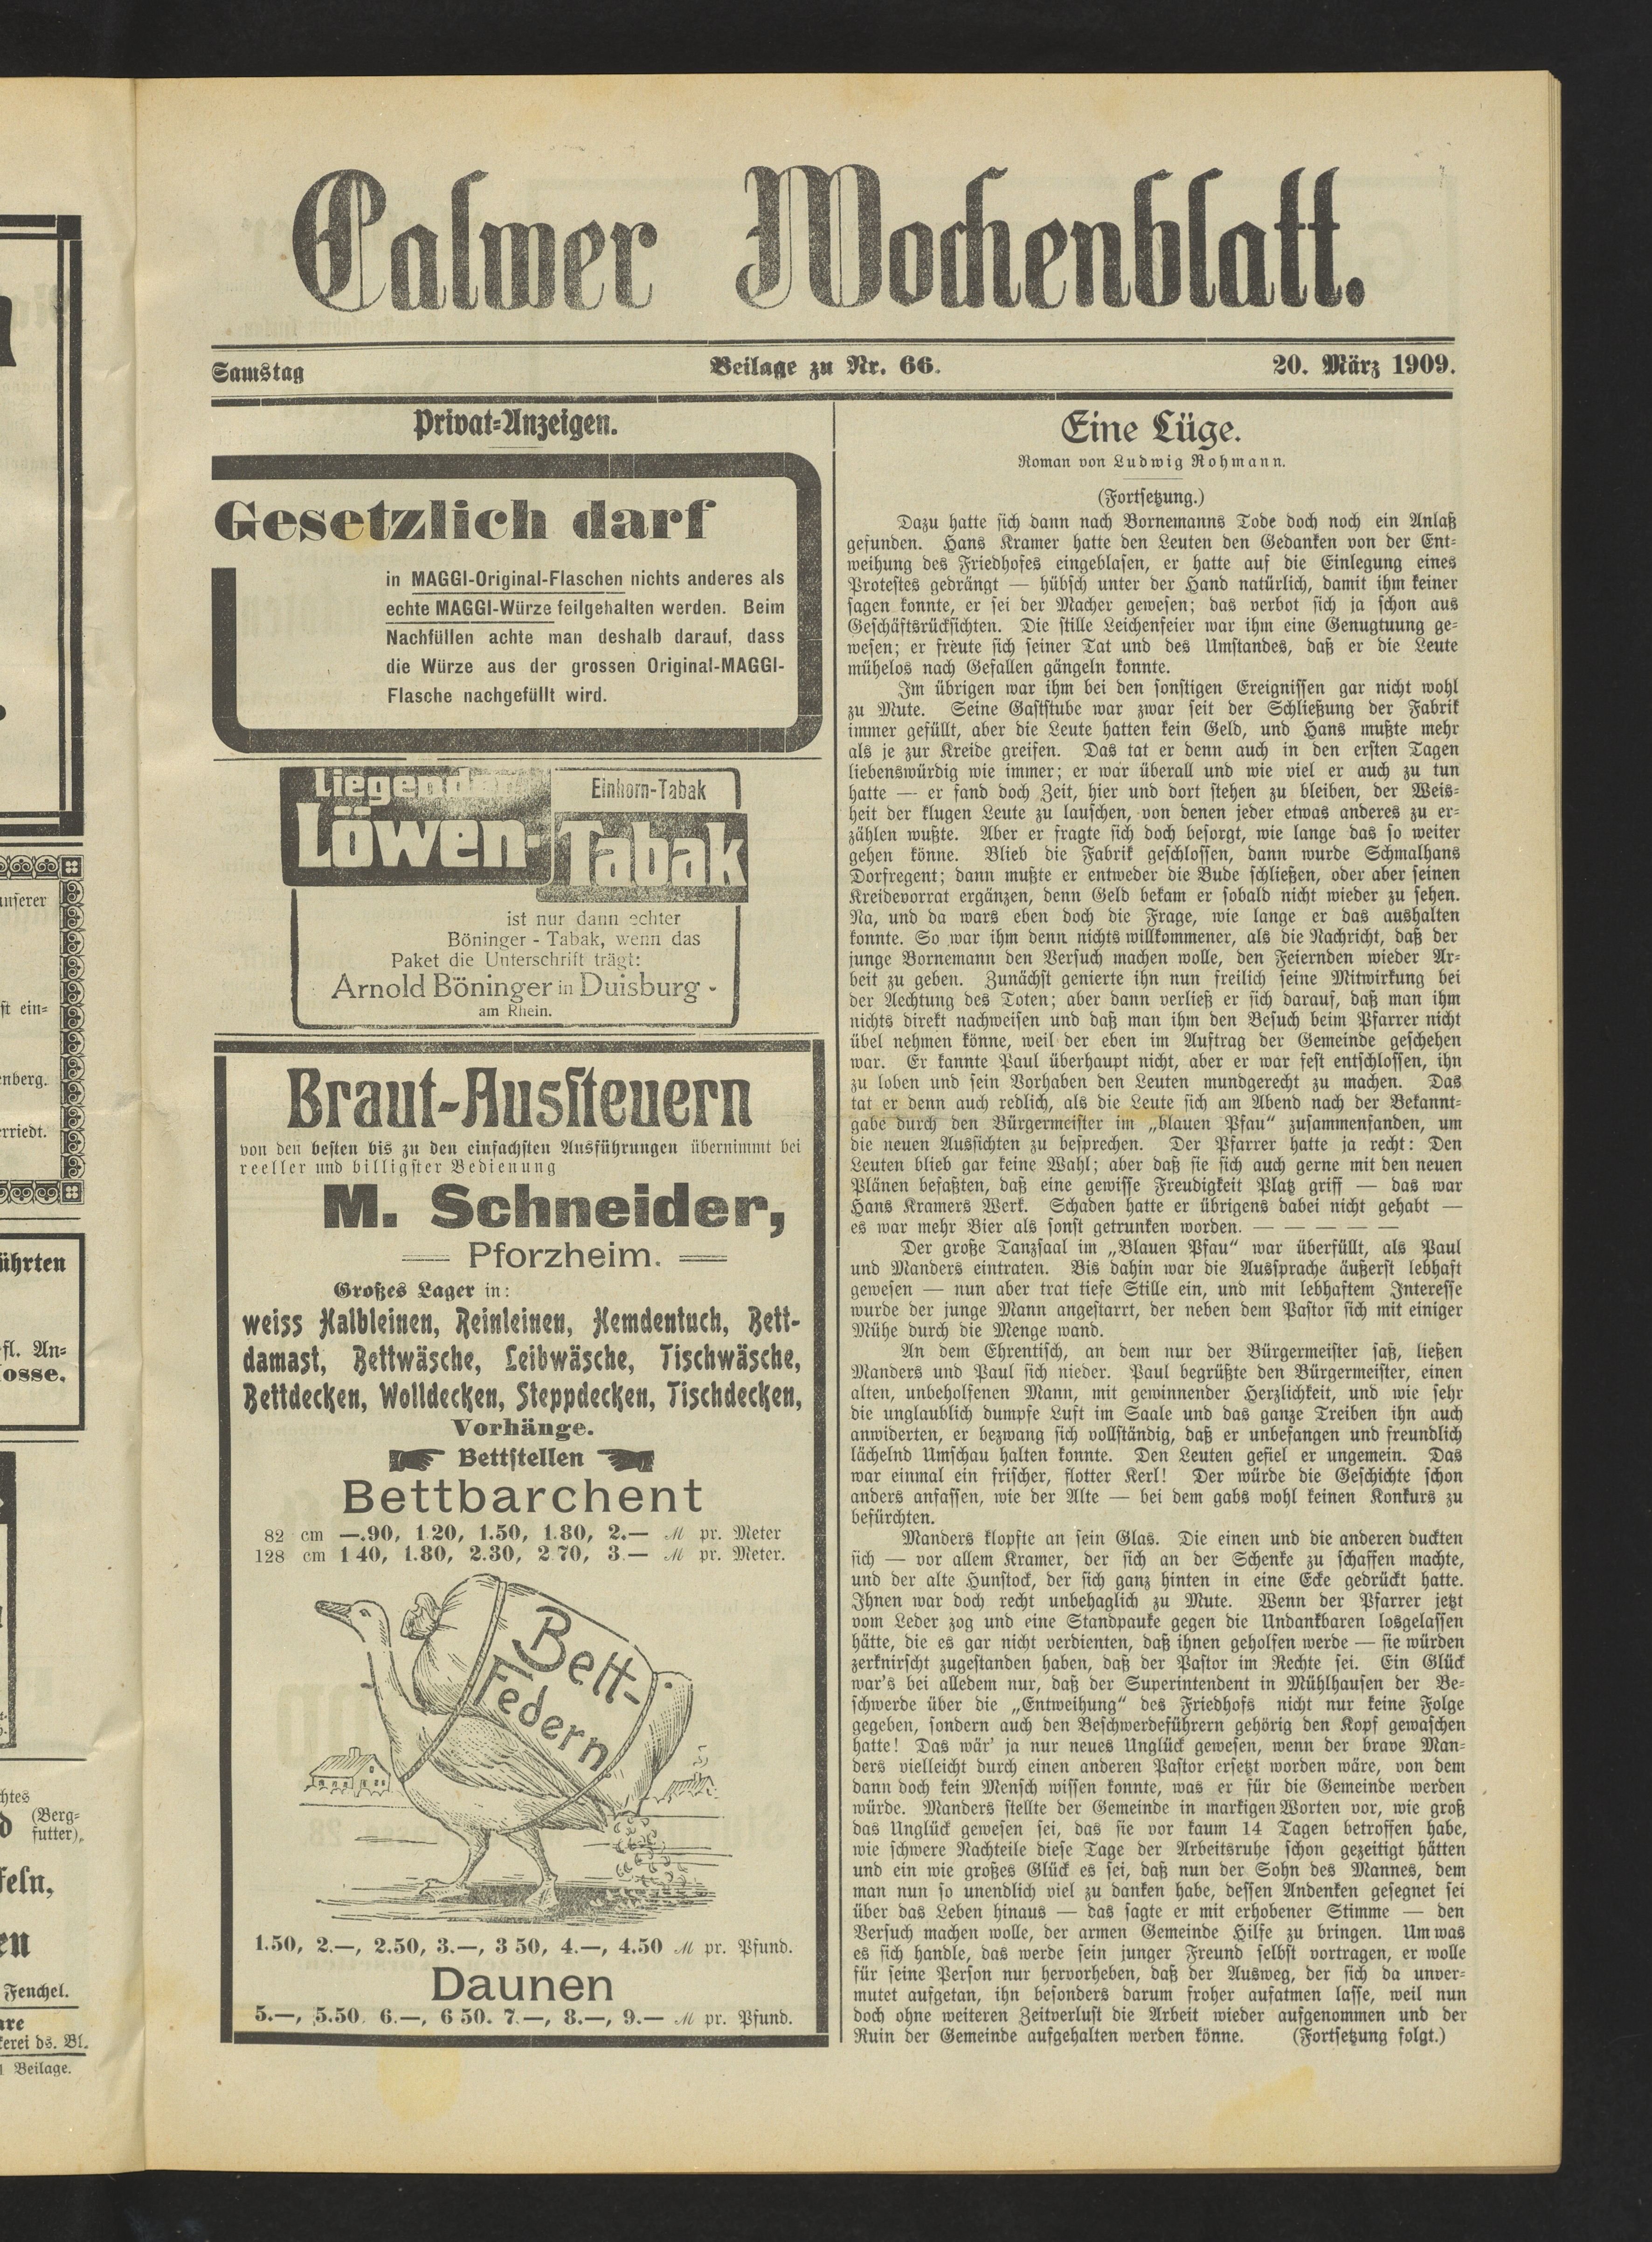 Calwer Wochenblatt.
Samstag
Beilage zu Nr. 66.
20. März 1909.
Privat-Anzeigen.
Gesetzlich darf
in MAGGI-Original-Flaschen nichts anderes als
echte MAGGI-Würze feilgehalten werden. Beim
Nachfüllen achte man deshalb darauf, dass
die Würze aus der grossen Original-MAGGI-
Flasche nachgefüllt wird.
Liegender
Löwen-
Einhorn-Tabak
Tabak
ist nur dann echter
Böninger-Tabak, wenn das
Paket die Unterschrift trägt:
Arnold Böninger in Duisburg -
am Rhein.
Braut-Aussteuern
von den besten bis zu den einfachsten Ausführungen übernimmt bei
reeller und billigster Bedienung
M. Schneider,
Pforzheim.
Großes Lager in:
weiss Halbleinen, Reinleinen, Hemdentuch, Bett-
damast, Bettwäsche, Leibwäsche, Tischwäsche,
Bettdecken, Wolldecken, Steppdecken, Tischdecken,
Vorhänge.
Bettstellen
Bettbarchent
82 cm —.90, 1.20, 1.50, 1.80, 2.— M pr. Meter
128 cm 1 40, 1.80, 2.30, 2 70, 3.— M pr. Meter.
Bett-
Federn
1.50, 2.—, 2.50, 3.—, 3 50, 4.—, 4.50 M pr. Pfund.
Daunen
5.—, 5.50. 6.—, 6 50. 7.—, 8.—, 9.— M pr. Pfund.
Eine Lüge.
Roman von Ludwig Rohmann.
(Fortsetzung.)
Dazu hatte sich dann nach Bornemanns Tode doch noch ein Anlaß
gefunden. Hans Kramer hatte den Leuten den Gedanken von der Ent-
weihung des Friedhofes eingeblasen, er hatte auf die Einlegung eines
Protestes gedrängt — hübsch unter der Hand natürlich, damit ihm keiner
sagen konnte, er sei der Macher gewesen; das verbot sich ja schon aus
Geschäftsrücksichten. Die stille Leichenfeier war ihm eine Genugtuung ge-
wesen; er freute sich seiner Tat und des Umstandes, daß er die Leute
mühelos nach Gefallen gängeln konnte.
Im übrigen war ihm bei den sonstigen Ereignissen gar nicht wohl
zu Mute. Seine Gaststube war zwar seit der Schließung der Fabrik
immer gefüllt, aber die Leute hatten kein Geld, und Hans mußte mehr
als je zur Kreide greifen. Das tat er denn auch in den ersten Tagen
liebenswürdig wie immer; er war überall und wie viel er auch zu tun
hatte — er fand doch Zeit, hier und dort stehen zu bleiben, der Weis-
heit der klugen Leute zu lauschen, von denen jeder etwas anderes zu er-
zählen wußte. Aber er fragte sich doch besorgt, wie lange das so weiter
gehen könne. Blieb die Fabrik geschlossen, dann wurde Schmalhans
Dorfregent; dann mußte er entweder die Bude schließen, oder aber seinen
Kreidevorrat ergänzen, denn Geld bekam er sobald nicht wieder zu sehen.
Na, und da wars eben doch die Frage, wie lange er das aushalten
konnte. So war ihm denn nichts willkommener, als die Nachricht, daß der
junge Bornemann den Versuch machen wolle, den Feiernden wieder Ar-
beit zu geben. Zunächst genierte ihn nun freilich seine Mitwirkung bei
der Aechtung des Toten; aber dann verließ er sich darauf, daß man ihm
nichts direkt nachweisen und daß man ihm den Besuch beim Pfarrer nicht
übel nehmen könne, weil der eben im Auftrag der Gemeinde geschehen
war. Er kannte Paul überhaupt nicht, aber er war fest entschlossen, ihn
zu loben und sein Vorhaben den Leuten mundgerecht zu machen. Das
tat er denn auch redlich, als die Leute sich am Abend nach der Bekannt-
gabe durch den Bürgermeister im „blauen Pfau“ zusammenfanden, um
die neuen Aussichten zu besprechen. Der Pfarrer hatte ja recht: Den
Leuten blieb gar keine Wahl; aber daß sie sich auch gerne mit den neuen
Plänen befaßten, daß eine gewisse Freudigkeit Platz griff — das war
Hans Kramers Werk. Schaden hatte er übrigens dabei nicht gehabt —
es war mehr Bier als sonst getrunken worden. — — — — —
Der große Tanzsaal im „Blauen Pfau“ war überfüllt, als Paul
und Manders eintraten. Bis dahin war die Aussprache äußerst lebhaft
gewesen — nun aber trat tiefe Stille ein, und mit lebhaftem Interesse
wurde der junge Mann angestarrt, der neben dem Pastor sich mit einiger
Mühe durch die Menge wand.
An dem Ehrentisch, an dem nur der Bürgermeister saß, ließen
Manders und Paul sich nieder. Paul begrüßte den Bürgermeister, einen
alten, unbeholfenen Mann, mit gewinnender Herzlichkeit, und wie sehr
die unglaublich dumpfe Luft im Saale und das ganze Treiben ihn auch
anwiderten, er bezwang sich vollständig, daß er unbefangen und freundlich
lächelnd Umschau halten konnte. Den Leuten gefiel er ungemein. Das
war einmal ein frischer, flotter Kerl! Der würde die Geschichte schon
anders anfassen, wie der Alte — bei dem gabs wohl keinen Konkurs zu
befürchten.
Manders klopfte an sein Glas. Die einen und die anderen duckten
sich — vor allem Kramer, der sich an der Schenke zu schaffen machte,
und der alte Hunstock, der sich ganz hinten in eine Ecke gedrückt hatte.
Ihnen war doch recht unbehaglich zu Mute. Wenn der Pfarrer jetzt
vom Leder zog und eine Standpauke gegen die Undankbaren losgelassen
hätte, die es gar nicht verdienten, daß ihnen geholfen werde — sie würden
zerknirscht zugestanden haben, daß der Pastor im Rechte sei. Ein Glück
war's bei alledem nur, daß der Superintendent in Mühlhausen der Be-
schwerde über die „Entweihung“ des Friedhofs nicht nur keine Folge
gegeben, sondern auch den Beschwerdeführern gehörig den Kopf gewaschen
hatte! Das wär' ja nur neues Unglück gewesen, wenn der brave Man-
ders vielleicht durch einen anderen Pastor ersetzt worden wäre, von dem
dann doch kein Mensch wissen konnte, was er für die Gemeinde werden
würde. Manders stellte der Gemeinde in markigen Worten vor, wie groß
das Unglück gewesen sei, das sie vor kaum 14 Tagen betroffen habe,
wie schwere Nachteile diese Tage der Arbeitsruhe schon gezeitigt hätten
und ein wie großes Glück es sei, daß nun der Sohn des Mannes, dem
man nun so unendlich viel zu danken habe, dessen Andenken gesegnet sei
über das Leben hinaus — das sagte er mit erhobener Stimme — den
Versuch machen wolle, der armen Gemeinde Hilfe zu bringen. Um was
es sich handle, das werde sein junger Freund selbst vortragen, er wolle
für seine Person nur hervorheben, daß der Ausweg, der sich da unver-
mutet aufgetan, ihn besonders darum froher aufatmen lasse, weil nun
doch ohne weiteren Zeitverlust die Arbeit wieder aufgenommen und der
Ruin der Gemeinde aufgehalten werden könne. (Fortsetzung folgt.)
unserer
st ein-
enberg.
erriedt.
ührten
fl. An-
osse.
chtes
(Berg-
futter).
feln,
en
Fenchel.
are
kerei ds. Bl.
1 Beilage.